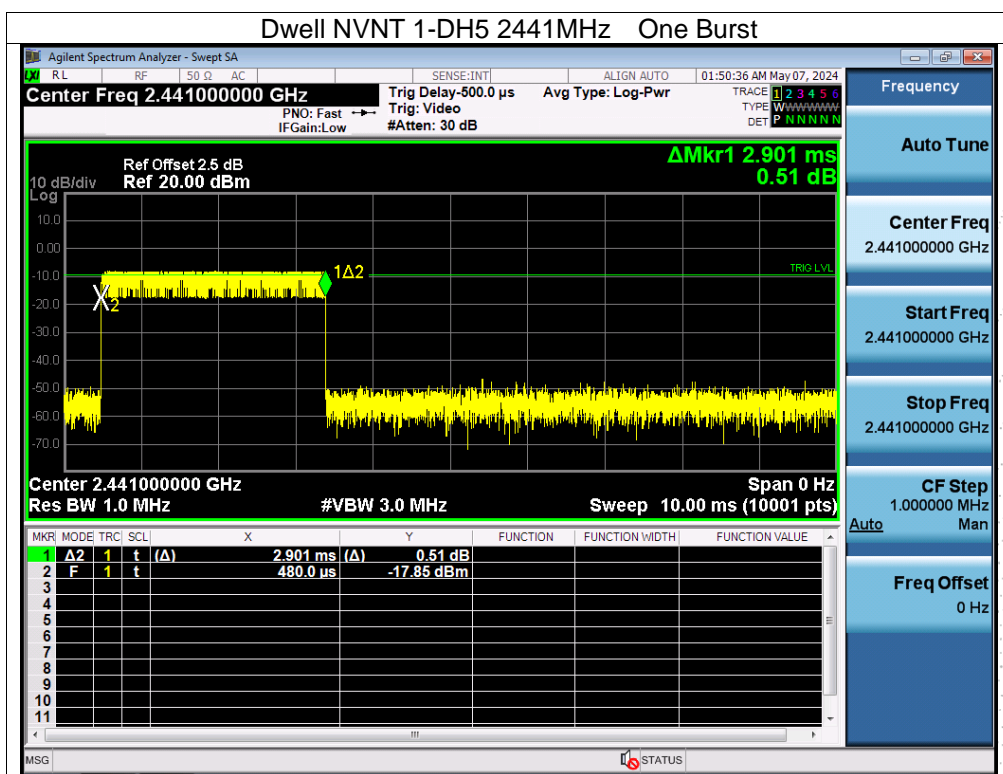 Dwell NVNT 1-DH5 2441MHz One Burst
Agilent Spectrum Analyzer - Swept SA
LXI RL RF 50 Ω AC SENSE:INT ALIGN AUTO 01:50:36 AM May 07, 2024
Center Freq 2.441000000 GHz Trig Delay-500.0 µs Avg Type: Log-Pwr TRACE 1 2 3 4 5 6
PNO: Fast Trig: Video TYPE WWWWWW
IFGain:Low #Atten: 30 dB DET P N N N N N
Frequency
Auto Tune
Center Freq
2.441000000 GHz
Start Freq
2.441000000 GHz
Stop Freq
2.441000000 GHz
CF Step
1.000000 MHz
Auto Man
Freq Offset
0 Hz
ΔMkr1 2.901 ms
0.51 dB
Ref Offset 2.5 dB
10 dB/div Ref 20.00 dBm
Log
10.0
0.00
-10.0
-20.0
-30.0
-40.0
-50.0
-60.0
-70.0
1Δ2
TRIG LVL
X2
Center 2.441000000 GHz Span 0 Hz
Res BW 1.0 MHz #VBW 3.0 MHz Sweep 10.00 ms (10001 pts)
MKR MODE TRC SCL X Y FUNCTION FUNCTION WIDTH FUNCTION VALUE
1 Δ2 1 t (Δ) 2.901 ms (Δ) 0.51 dB
2 F 1 t 480.0 µs -17.85 dBm
3
4
5
6
7
8
9
10
11
MSG STATUS